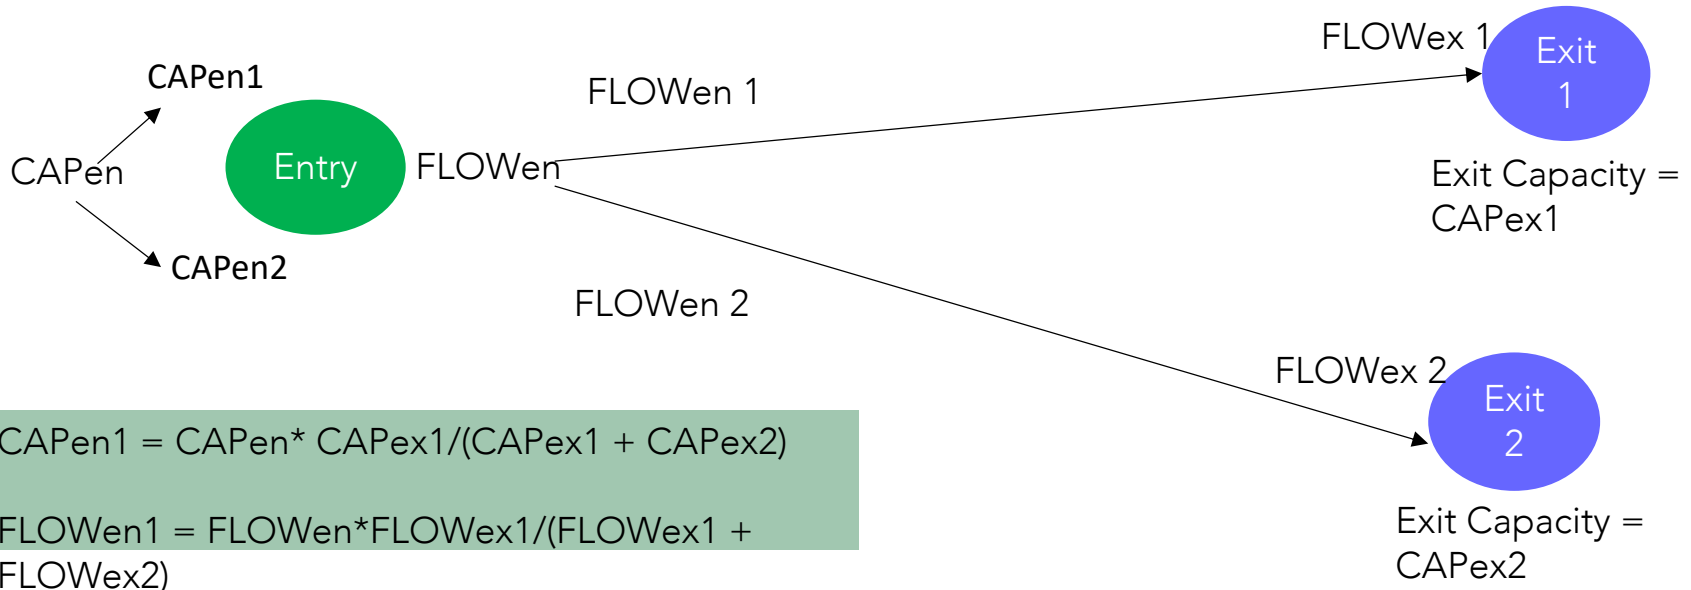 FLOWex 1
Exit
1
CAPen1
FLOWen 1
CAPen
Entry
FLOWen
Exit Capacity =
CAPex1
CAPen2
FLOWen 2
FLOWex 2
Exit
2
CAPen1 = CAPen* CAPex1/(CAPex1 + CAPex2)
FLOWen1 = FLOWen*FLOWex1/(FLOWex1 +
FLOWex2)
Exit Capacity =
CAPex2